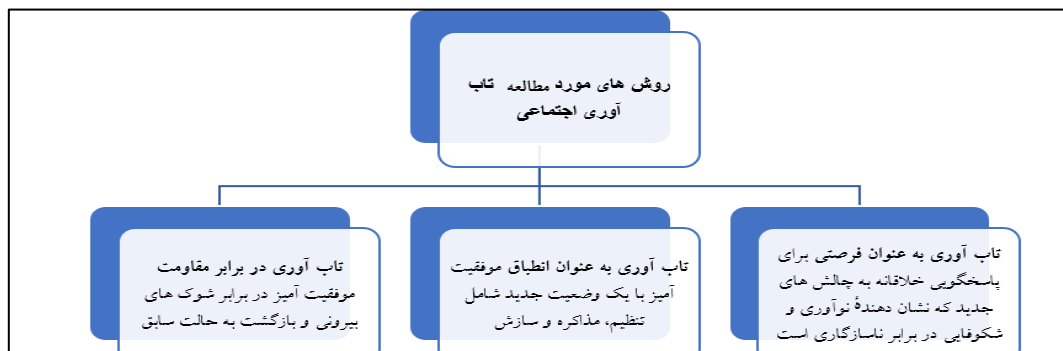 روش های مورد مطالعه تاب
آوری اجتماعی
تاب آوری به عنوان فرصتی برای
پاسخگویی خلاقانه به چالش های
جدید که نشان دهندۀ نوآوری و
شکوفایی در برابر ناسازگاری است
تاب آوری به عنوان انطباق موفقیت
آمیز با یک وضعیت جدید شامل
تنظیم، مذاکره و سازش
تاب آوری در برابر مقاومت
موفقیت آمیز در برابر شوک های
بیرونی و بازگشت به حالت سابق